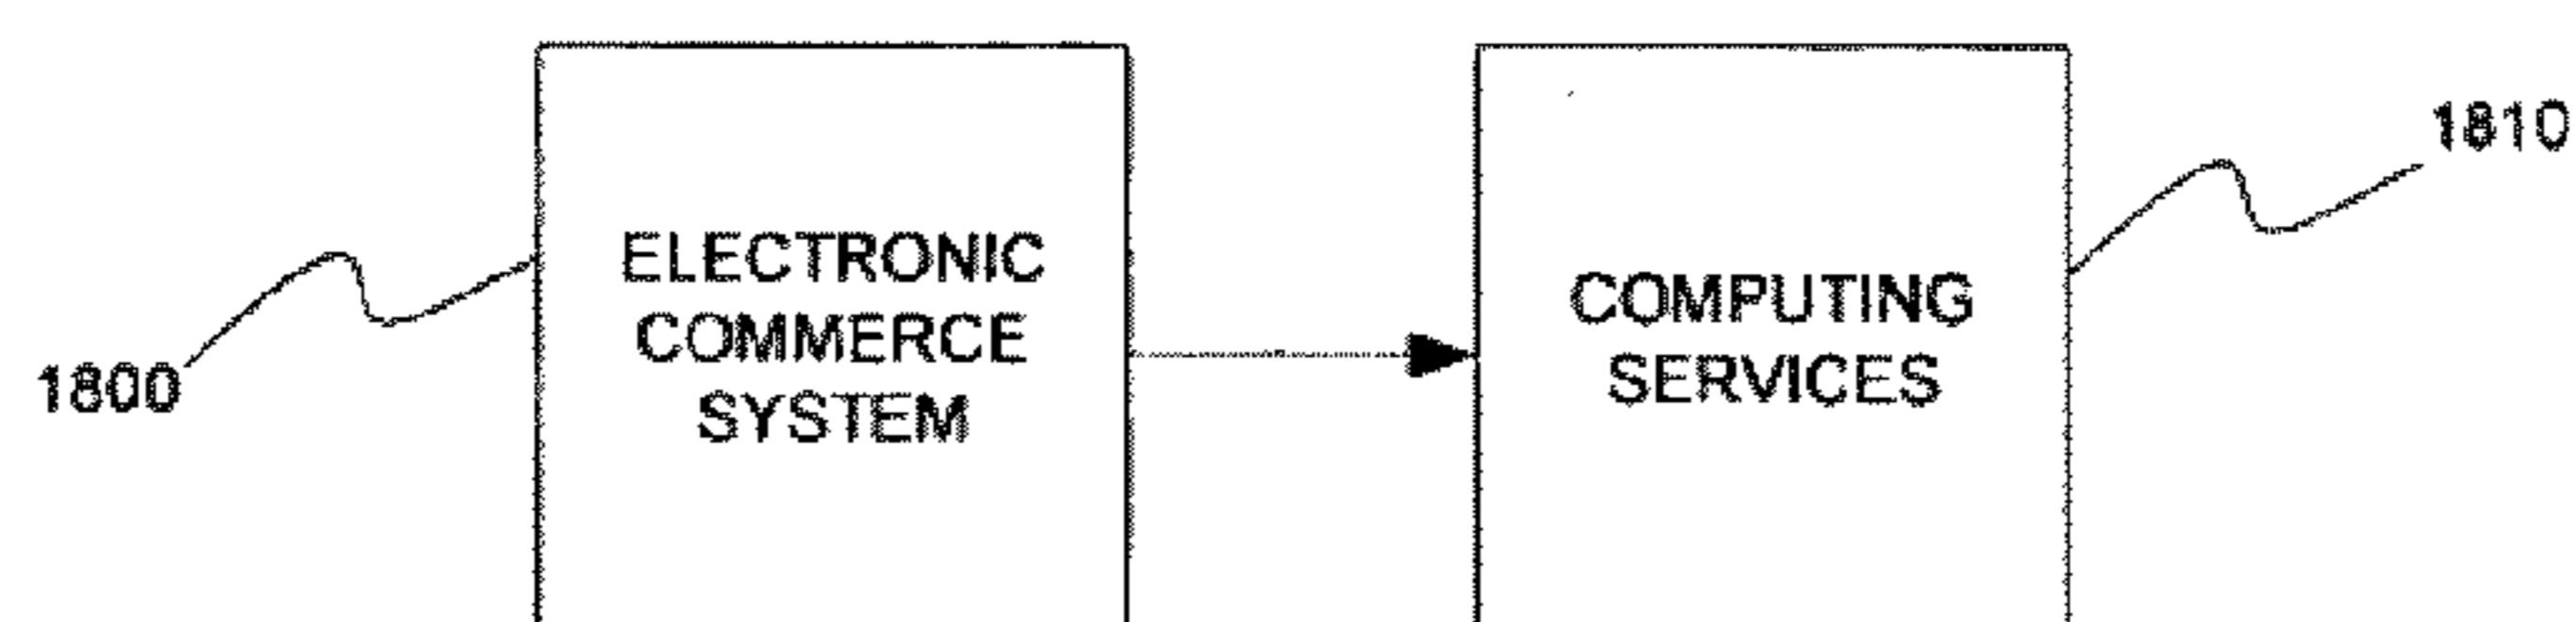 1810
ELECTRONIC
COMMERCE
SYSTEM
COMPUTING
SERVICES
1800